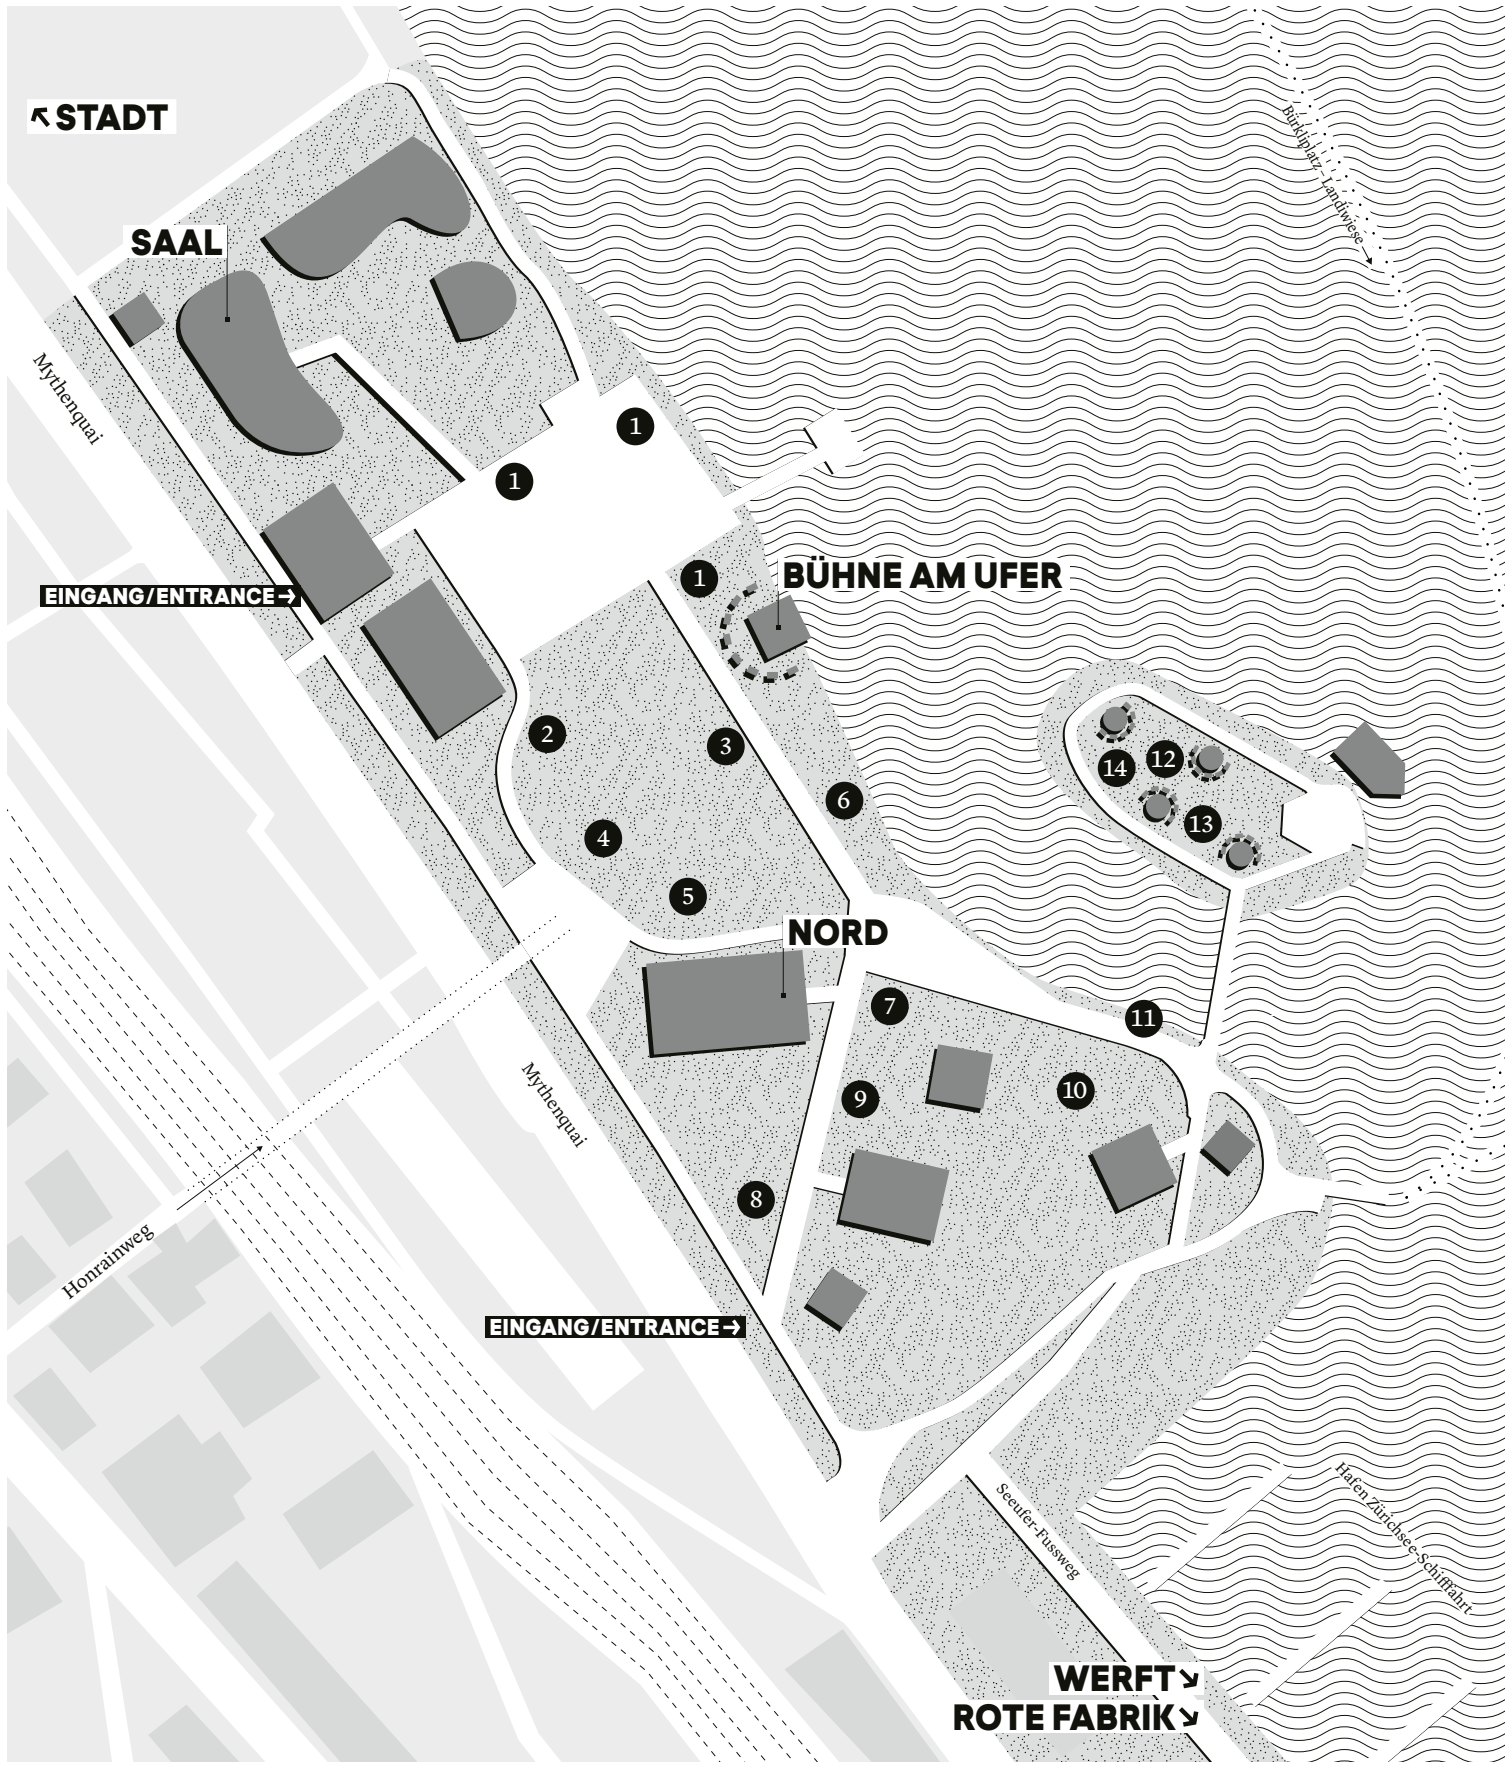 ↖ STADT
Bürkliplatz–Landiwiese
SAAL
Mythenquai
1
1
1
BÜHNE AM UFER
EINGANG/ENTRANCE →
2
3
14
12
6
13
4
5
NORD
7
11
Mythenquai
9
10
8
Honrainweg
EINGANG/ENTRANCE →
Seeufer-Fussweg
Hafen Zürichsee-Schifffahrt
WERFT ↘
ROTE FABRIK ↘